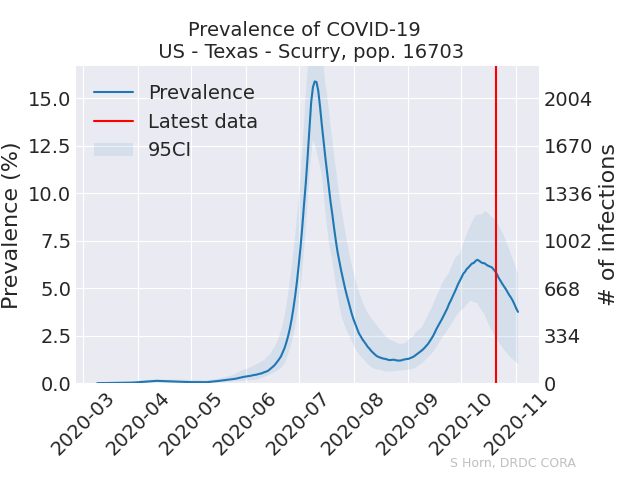 Prevalence of COVID-19
US - Texas - Scurry, pop. 16703
Prevalence
Latest data
95CI
Prevalence (%)
15.0
12.5
10.0
7.5
5.0
2.5
0.0
2004
1670
1336
1002
668
334
0
# of infections
2020-03
2020-04
2020-05
2020-06
2020-07
2020-08
2020-09
2020-10
2020-11
S Horn, DRDC CORA